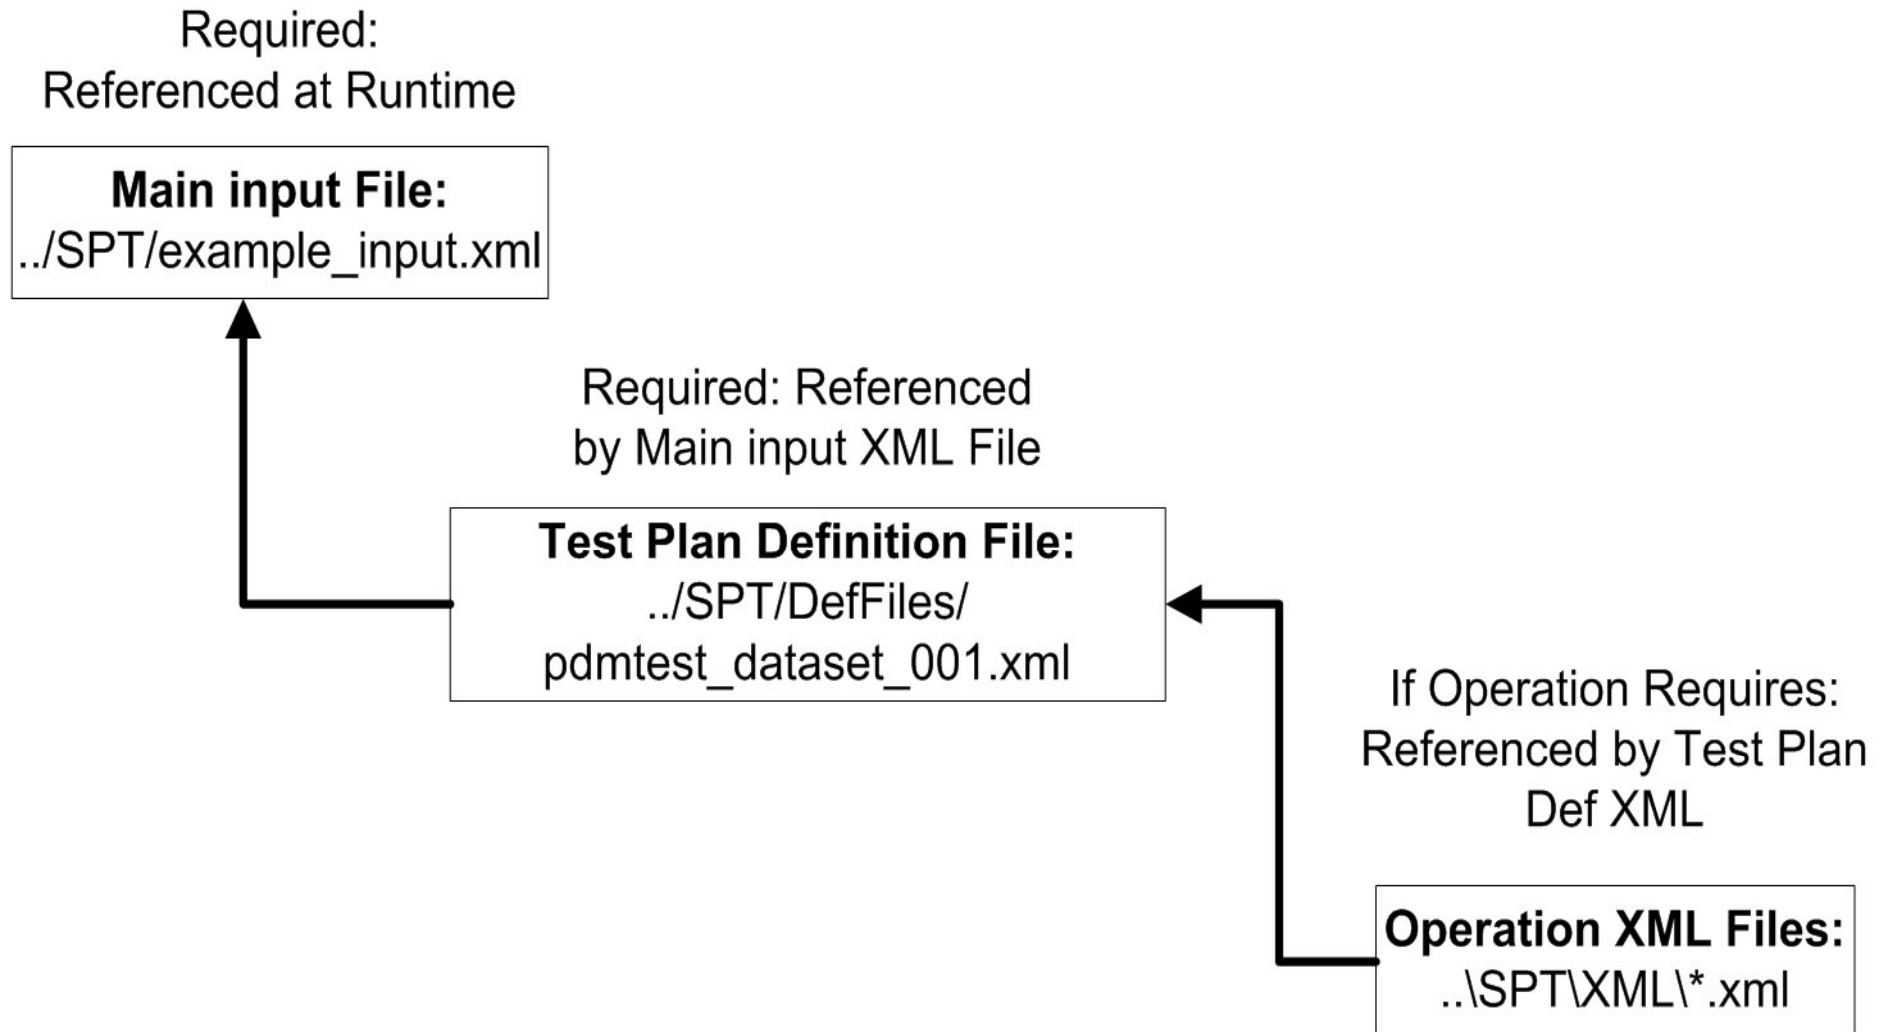 Required:
Referenced at Runtime
Main input File:
../SPT/example_input.xml
Required: Referenced
by Main input XML File
Test Plan Definition File:
../SPT/DefFiles/
pdmtest_dataset_001.xml
If Operation Requires:
Referenced by Test Plan
Def XML
Operation XML Files:
..\SPT\XML\*.xml